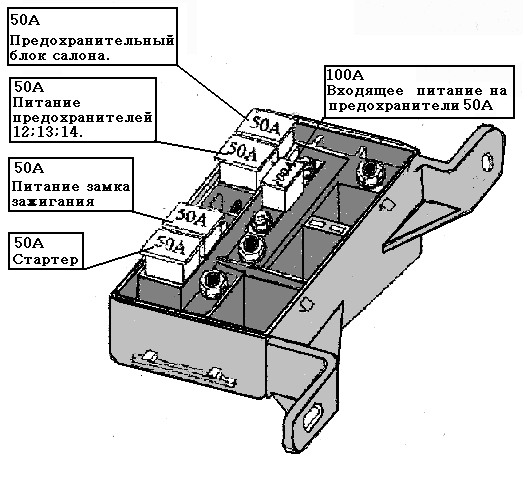 50А
Предохранительный
блок салона.
50А
Питание
предохранителей
12;13;14.
50А
Питание замка
зажигания
50А
Стартер
100А
Входящее питание на
предохранители 50А
50А
50А
50А
50А